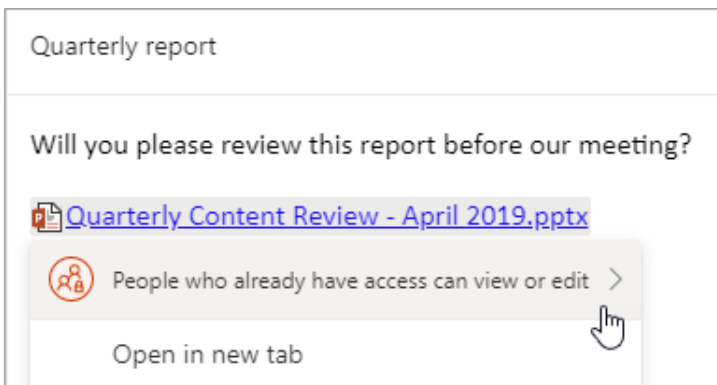 Quarterly report
Will you please review this report before our meeting?
Quarterly Content Review - April 2019.pptx
People who already have access can view or edit
Open in new tab